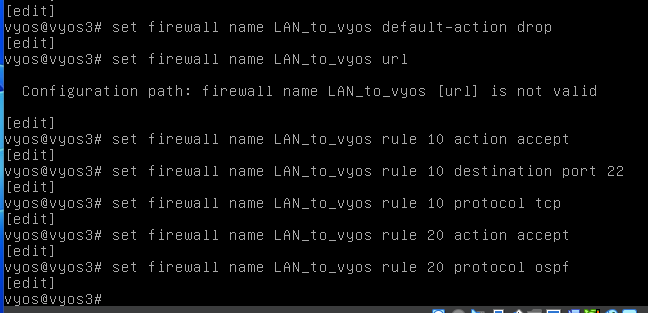 [edit]
vyos@vyos3# set firewall name LAN_to_vyos default-action drop
[edit]
vyos@vyos3# set firewall name LAN_to_vyos url

  Configuration path: firewall name LAN_to_vyos [url] is not valid

[edit]
vyos@vyos3# set firewall name LAN_to_vyos rule 10 action accept
[edit]
vyos@vyos3# set firewall name LAN_to_vyos rule 10 destination port 22
[edit]
vyos@vyos3# set firewall name LAN_to_vyos rule 10 protocol tcp
[edit]
vyos@vyos3# set firewall name LAN_to_vyos rule 20 action accept
[edit]
vyos@vyos3# set firewall name LAN_to_vyos rule 20 protocol ospf
[edit]
vyos@vyos3#